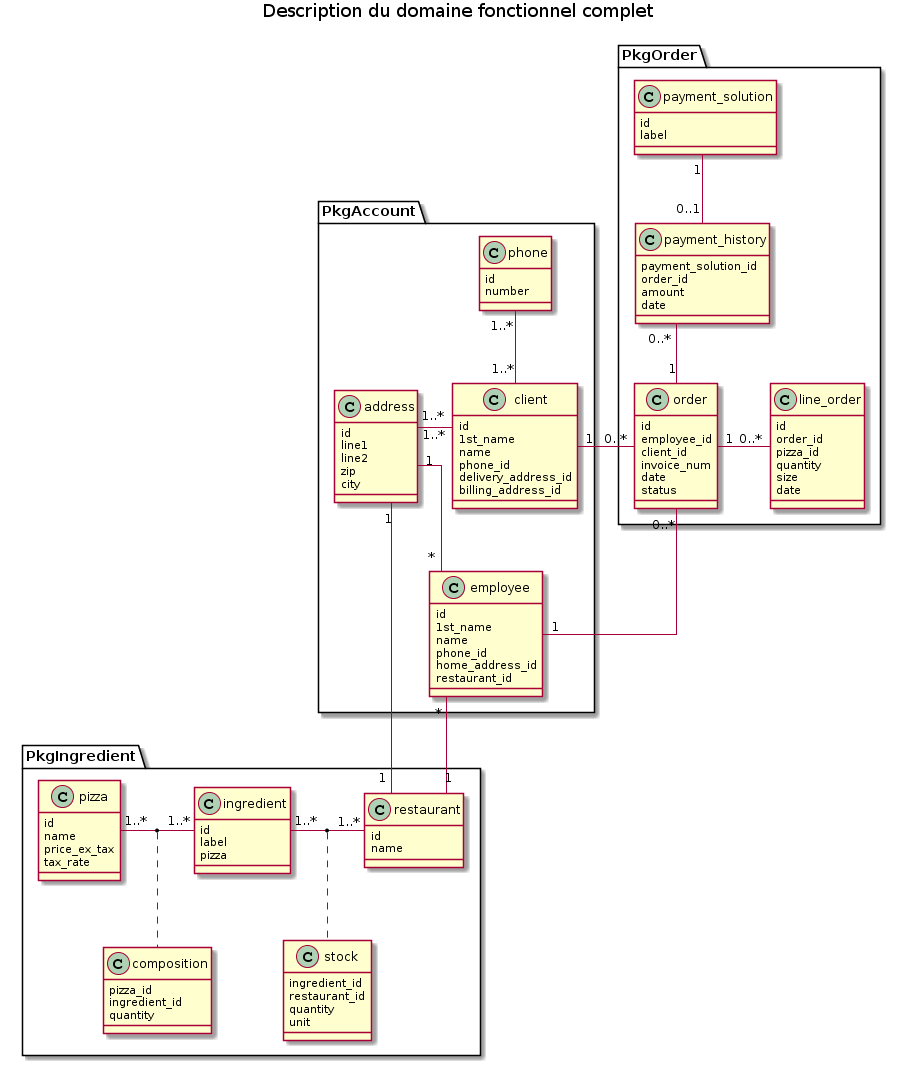 Description du domaine fonctionnel complet
PkgOrder
C payment_solution
id
label
1
0..1
C payment_history
payment_solution_id
order_id
amount
date
0..*
1
C order
id
employee_id
client_id
invoice_num
date
status
1 0..*
C line_order
id
order_id
pizza_id
quantity
size
date
0..*
PkgAccount
C phone
id
number
1..*
1..*
C address
id
line1
line2
zip
city
1..*
1..*
1
C client
id
1st_name
name
phone_id
delivery_address_id
billing_address_id
1 0..*
1
*
C employee
id
1st_name
name
phone_id
home_address_id
restaurant_id
1
*
1
1
PkgIngredient
C pizza
id
name
price_ex_tax
tax_rate
1..* 1..*
C ingredient
id
label
pizza
1..* 1..*
C restaurant
id
name
C composition
pizza_id
ingredient_id
quantity
C stock
ingredient_id
restaurant_id
quantity
unit